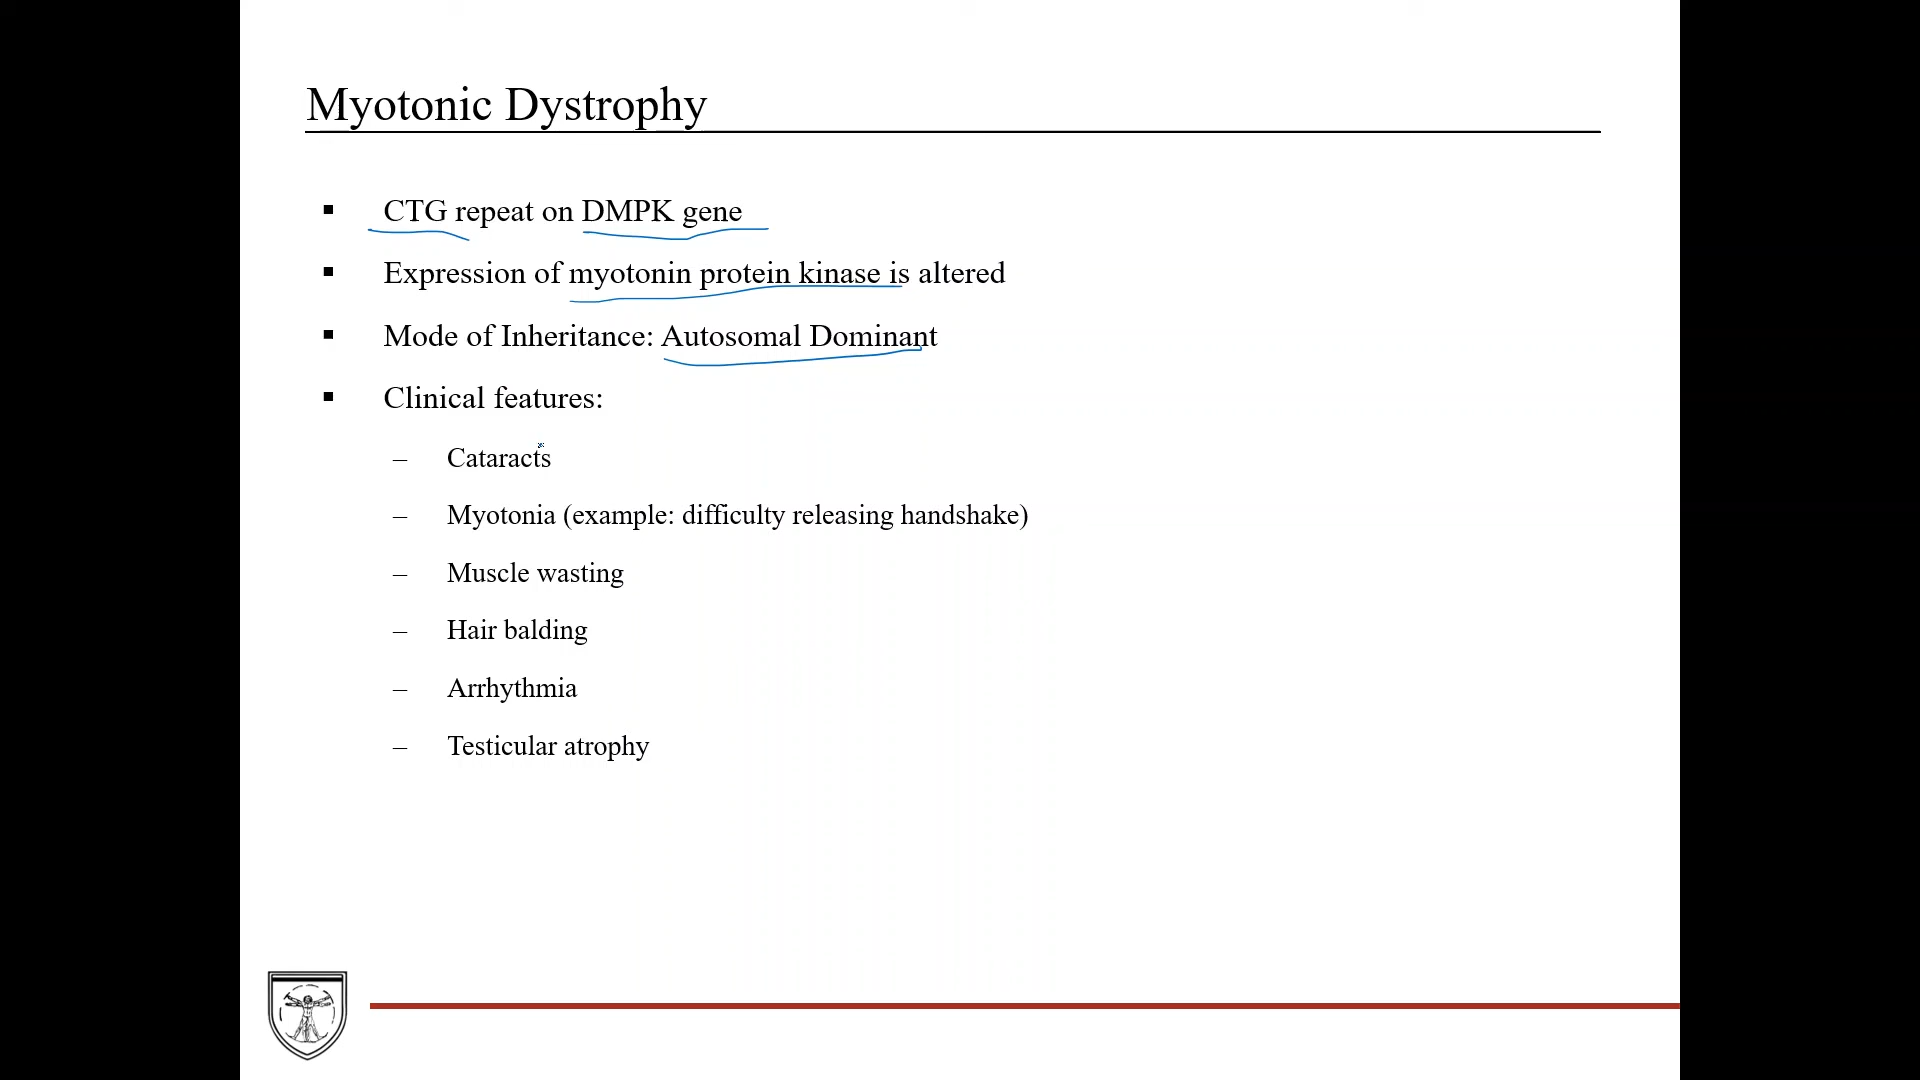 Myotonic Dystrophy
▪ CTG repeat on DMPK gene
▪ Expression of myotonin protein kinase is altered
▪ Mode of Inheritance: Autosomal Dominant
▪ Clinical features:
– Cataracts
– Myotonia (example: difficulty releasing handshake)
– Muscle wasting
– Hair balding
– Arrhythmia
– Testicular atrophy